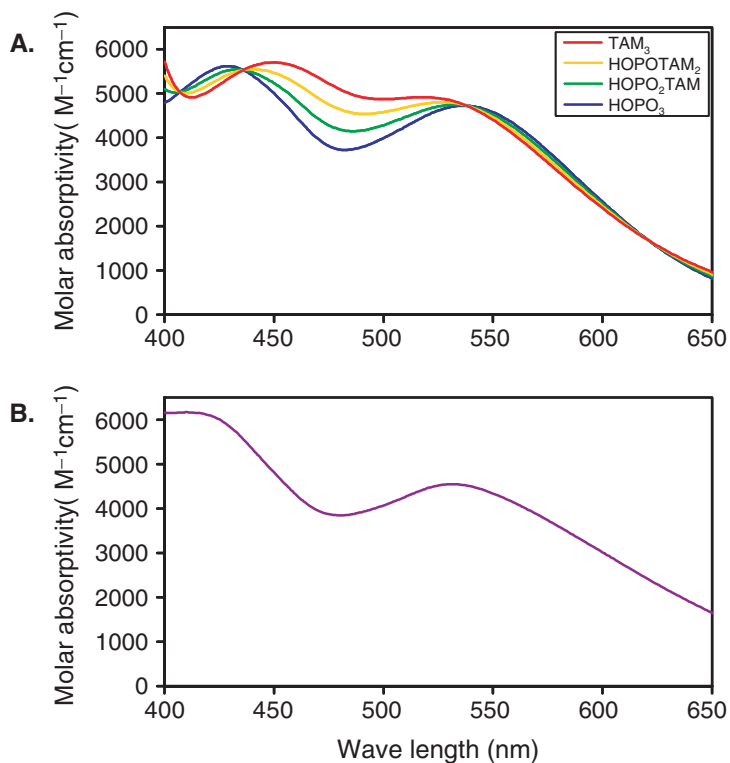 A.
Molar absorptivity( M⁻¹cm⁻¹)
6000
5000
4000
3000
2000
1000
0
TAM₃
HOPOTAM₂
HOPO₂TAM
HOPO₃
400 450 500 550 600 650
B.
Molar absorptivity( M⁻¹cm⁻¹)
6000
5000
4000
3000
2000
1000
0
400 450 500 550 600 650
Wave length (nm)